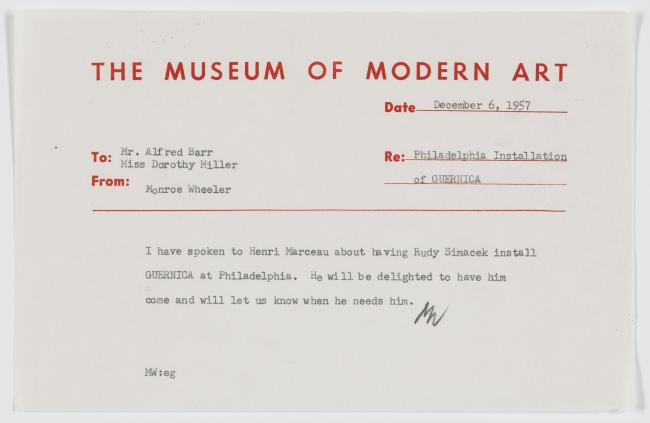 THE MUSEUM OF MODERN ART
Date December 6, 1957
To: Mr. Alfred Barr
Miss Dorothy Miller
Re: Philadelphia Installation
of GUERNICA
From: Monroe Wheeler
I have spoken to Henri Marceau about having Rudy Simacek install
GUERNICA at Philadelphia. He will be delighted to have him
come and will let us know when he needs him.
MW
MW:eg